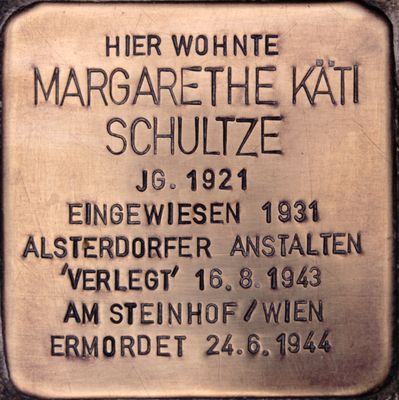 HIER WOHNTE
MARGARETHE KÄTI
SCHULTZE
JG. 1921
EINGEWIESEN 1931
ALSTERDORFER ANSTALTEN
'VERLEGT' 16.8.1943
AM STEINHOF/WIEN
ERMORDET 24.6.1944